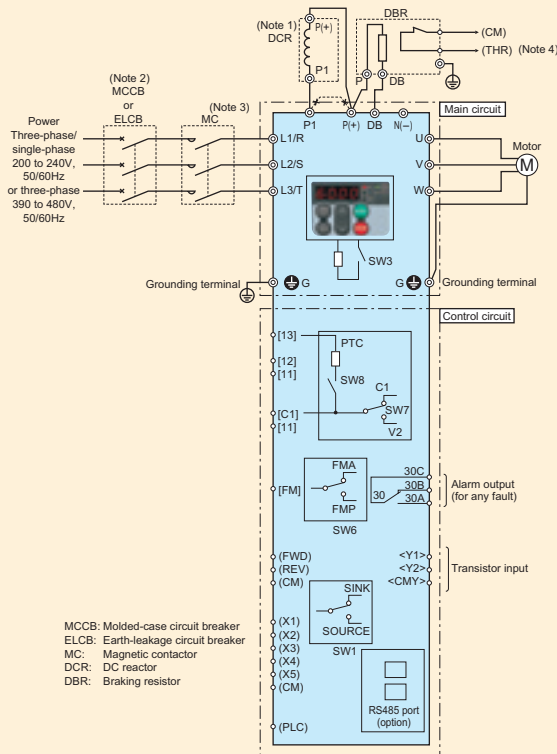 (Note 1)
DCR
P(+)
P1
DBR
P
DB
(CM)
(THR) (Note 4)
(Note 2)
MCCB
or
ELCB
(Note 3)
MC
Main circuit
P1
P(+)
DB
N(−)
Power
Three-phase/
single-phase
200 to 240V,
50/60Hz
or three-phase
390 to 480V,
50/60Hz
L1/R
L2/S
L3/T
U
V
W
Motor
M
SW3
Grounding terminal
G
G
Grounding terminal
Control circuit
[13]
[12]
[11]
[C1]
[11]
PTC
SW8
C1
SW7
V2
[FM]
FMA
FMP
SW6
30C
30B
30
30A
Alarm output
(for any fault)
(FWD)
(REV)
(CM)
<Y1>
<Y2>
<CMY>
Transistor input
SINK
SOURCE
SW1
(X1)
(X2)
(X3)
(X4)
(X5)
(CM)
(PLC)
RS485 port
(option)
MCCB: Molded-case circuit breaker
ELCB: Earth-leakage circuit breaker
MC: Magnetic contactor
DCR: DC reactor
DBR: Braking resistor